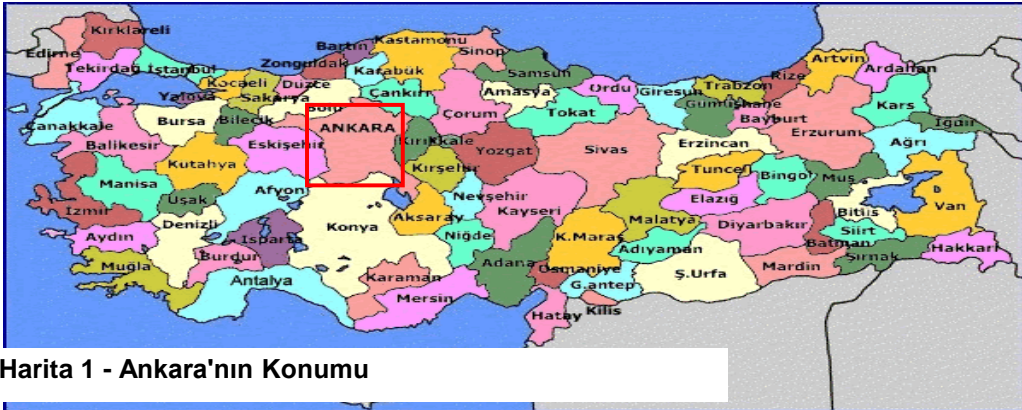 Kırklareli
Edirne
Tekirdağ
İstanbul
Kocaeli
Yalova
Sakarya
Düzce
Zonguldak
Bartın
Karabük
Kastamonu
Sinop
Çankırı
Samsun
Amasya
Ordu
Giresun
Trabzon
Rize
Artvin
Ardahan
Çanakkale
Balıkesir
Bursa
Bilecik
Bolu
ANKARA
Kırıkkale
Çorum
Tokat
Gümüşhane
Bayburt
Erzurum
Kars
Iğdır
Ağrı
Eskişehir
Kutahya
Yozgat
Sivas
Erzincan
Kırşehir
Tunceli
Bingöl
Muş
Manisa
Uşak
Afyon
Nevşehir
Kayseri
Malatya
Elazığ
Bitlis
Van
İzmir
Aydın
Denizli
Isparta
Konya
Aksaray
Niğde
K.Maraş
Adıyaman
Diyarbakır
Batman
Siirt
Şırnak
Hakkari
Muğla
Burdur
Antalya
Karaman
Mersin
Adana
Osmaniye
G.antep
Ş.Urfa
Mardin
Hatay
Kilis
Harita 1 - Ankara'nın Konumu